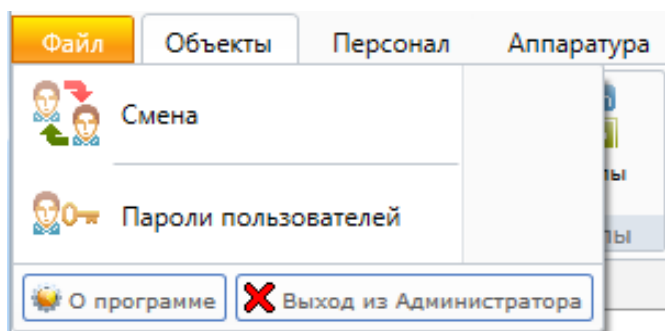 Файл Объекты Персонал Аппаратура
Смена
Пароли пользователей
О программе Выход из Администратора